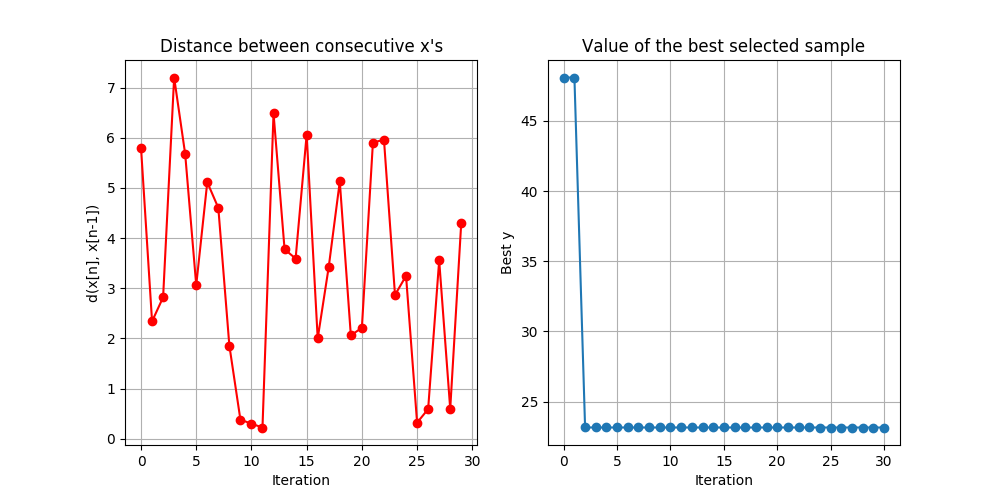 Distance between consecutive x's
7
6
5
4
3
2
1
0
d(x[n], x[n-1])
0 5 10 15 20 25 30
Iteration
Value of the best selected sample
45
40
35
30
25
Best y
0 5 10 15 20 25 30
Iteration